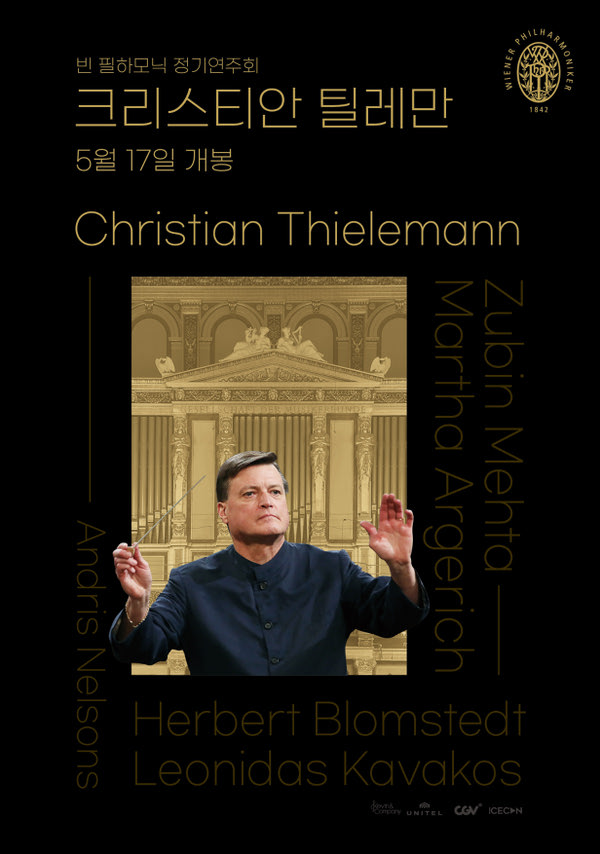 빈 필하모닉 정기연주회
크리스티안 틸레만
5월 17일 개봉
WIENER PHILHARMONIKER
1842
Christian Thielemann
Zubin Mehta
Martha Argerich
Andris Nelsons
Herbert Blomstedt
Leonidas Kavakos
UNITEL
CGV
ICECON